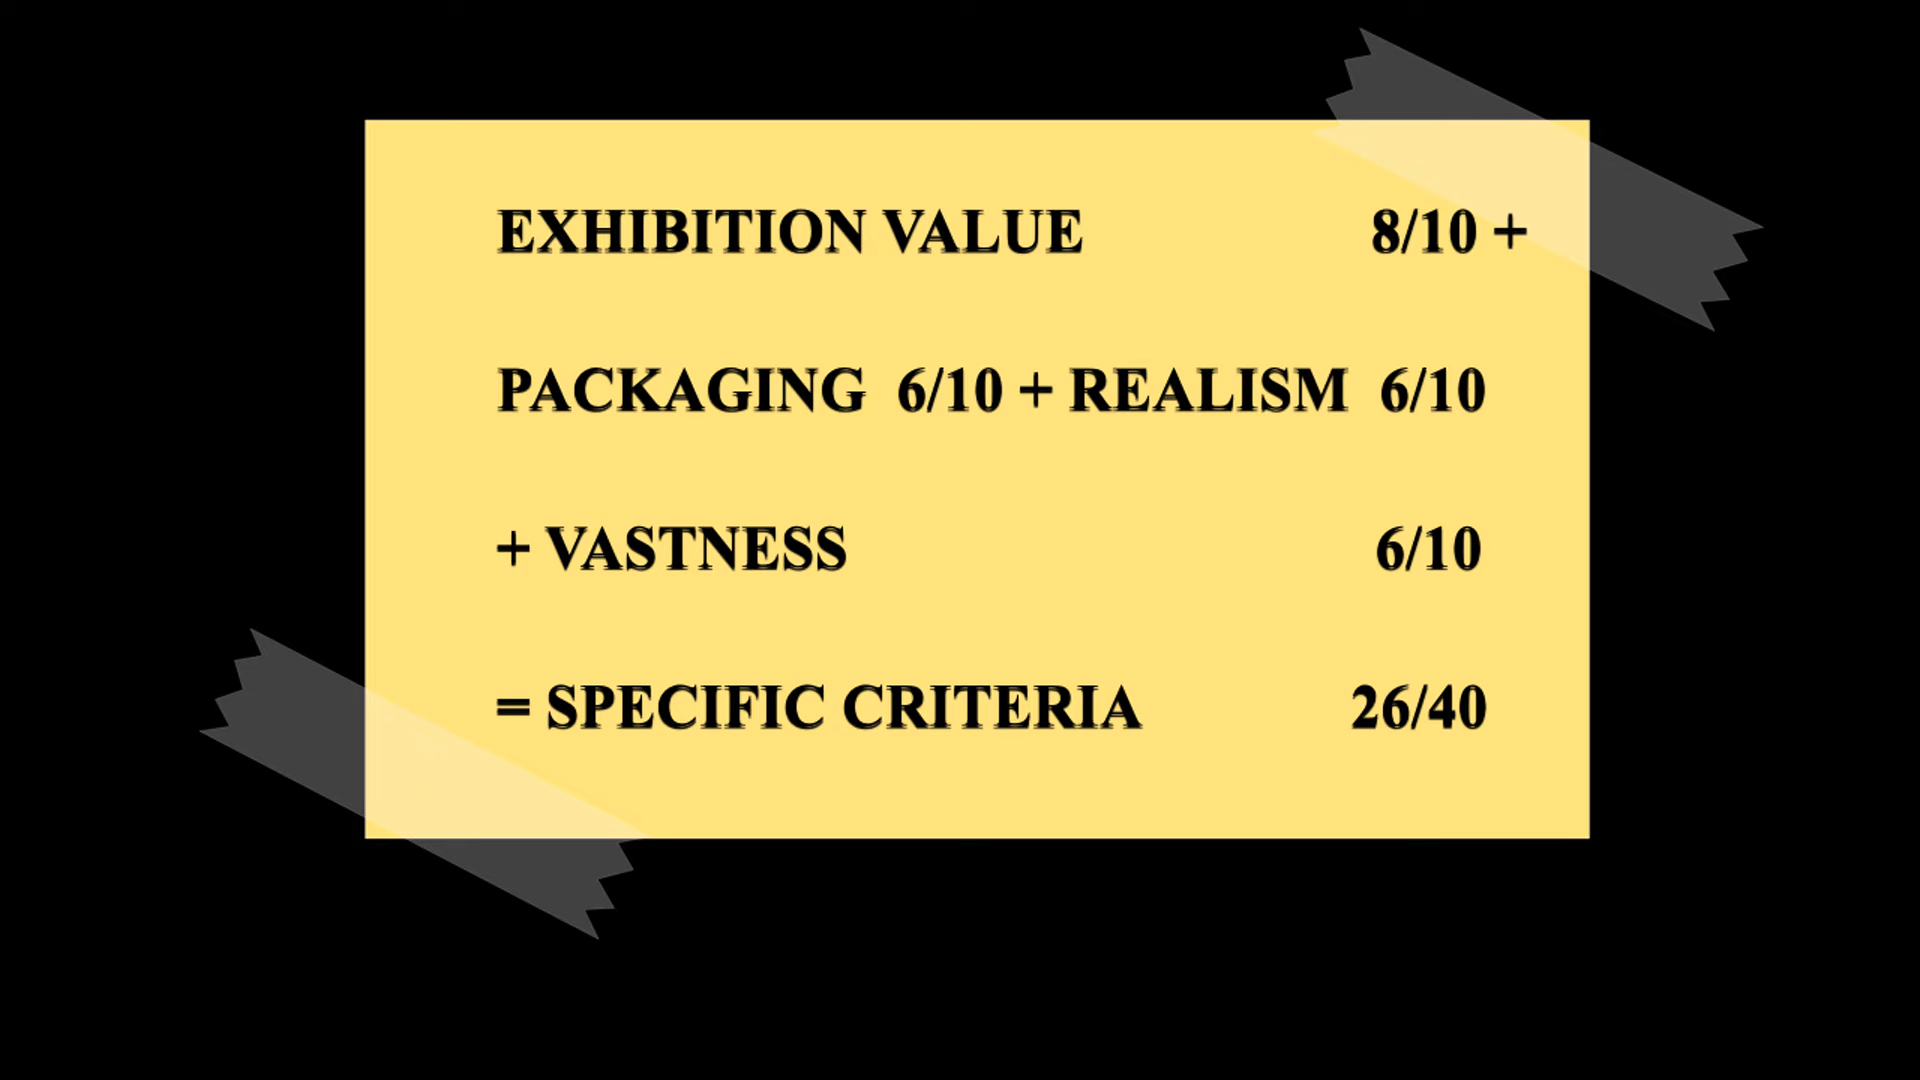 EXHIBITION VALUE 8/10 +
PACKAGING 6/10 + REALISM 6/10
+ VASTNESS 6/10
= SPECIFIC CRITERIA 26/40